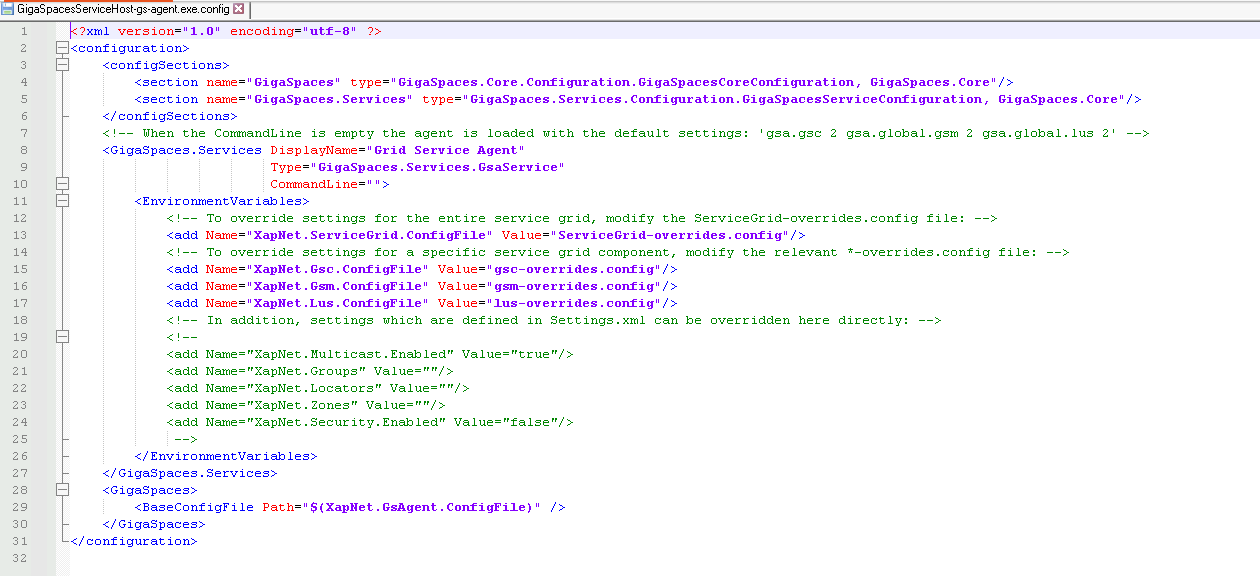 GigaSpacesServiceHost-gs-agent.exe.config
1 <?xml version="1.0" encoding="utf-8" ?>
2 <configuration>
3 <configSections>
4 <section name="GigaSpaces" type="GigaSpaces.Core.Configuration.GigaSpacesCoreConfiguration, GigaSpaces.Core"/>
5 <section name="GigaSpaces.Services" type="GigaSpaces.Services.Configuration.GigaSpacesServiceConfiguration, GigaSpaces.Core"/>
6 </configSections>
7 <!-- When the CommandLine is empty the agent is loaded with the default settings: 'gsa.gsc 2 gsa.global.gsm 2 gsa.global.lus 2' -->
8 <GigaSpaces.Services DisplayName="Grid Service Agent"
9 Type="GigaSpaces.Services.GsaService"
10 CommandLine="">
11 <EnvironmentVariables>
12 <!-- To override settings for the entire service grid, modify the ServiceGrid-overrides.config file: -->
13 <add Name="XapNet.ServiceGrid.ConfigFile" Value="ServiceGrid-overrides.config"/>
14 <!-- To override settings for a specific service grid component, modify the relevant *-overrides.config file: -->
15 <add Name="XapNet.Gsc.ConfigFile" Value="gsc-overrides.config"/>
16 <add Name="XapNet.Gsm.ConfigFile" Value="gsm-overrides.config"/>
17 <add Name="XapNet.Lus.ConfigFile" Value="lus-overrides.config"/>
18 <!-- In addition, settings which are defined in Settings.xml can be overridden here directly: -->
19 <!--
20 <add Name="XapNet.Multicast.Enabled" Value="true"/>
21 <add Name="XapNet.Groups" Value=""/>
22 <add Name="XapNet.Locators" Value=""/>
23 <add Name="XapNet.Zones" Value=""/>
24 <add Name="XapNet.Security.Enabled" Value="false"/>
25 -->
26 </EnvironmentVariables>
27 </GigaSpaces.Services>
28 <GigaSpaces>
29 <BaseConfigFile Path="$(XapNet.GsAgent.ConfigFile)" />
30 </GigaSpaces>
31 </configuration>
32